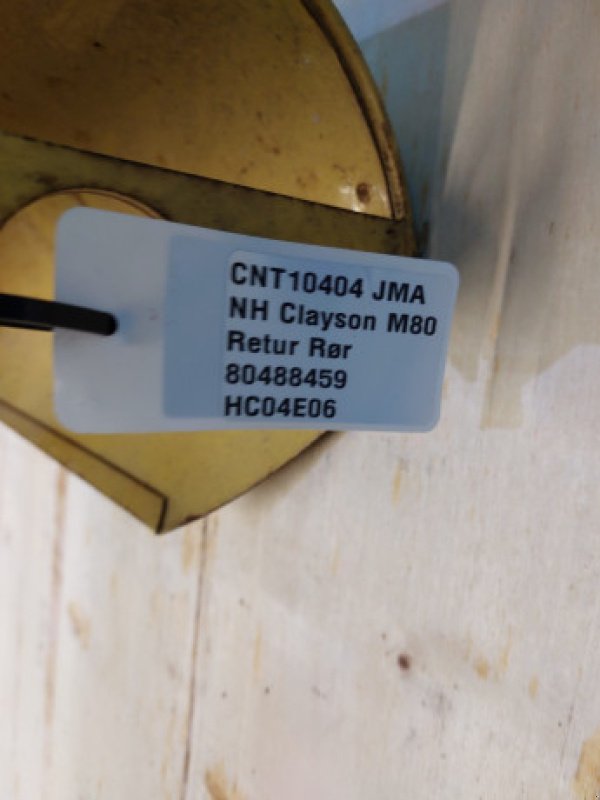 CNT10404 JMA
NH Clayson M80
Retur Rør
80488459
HC04E06